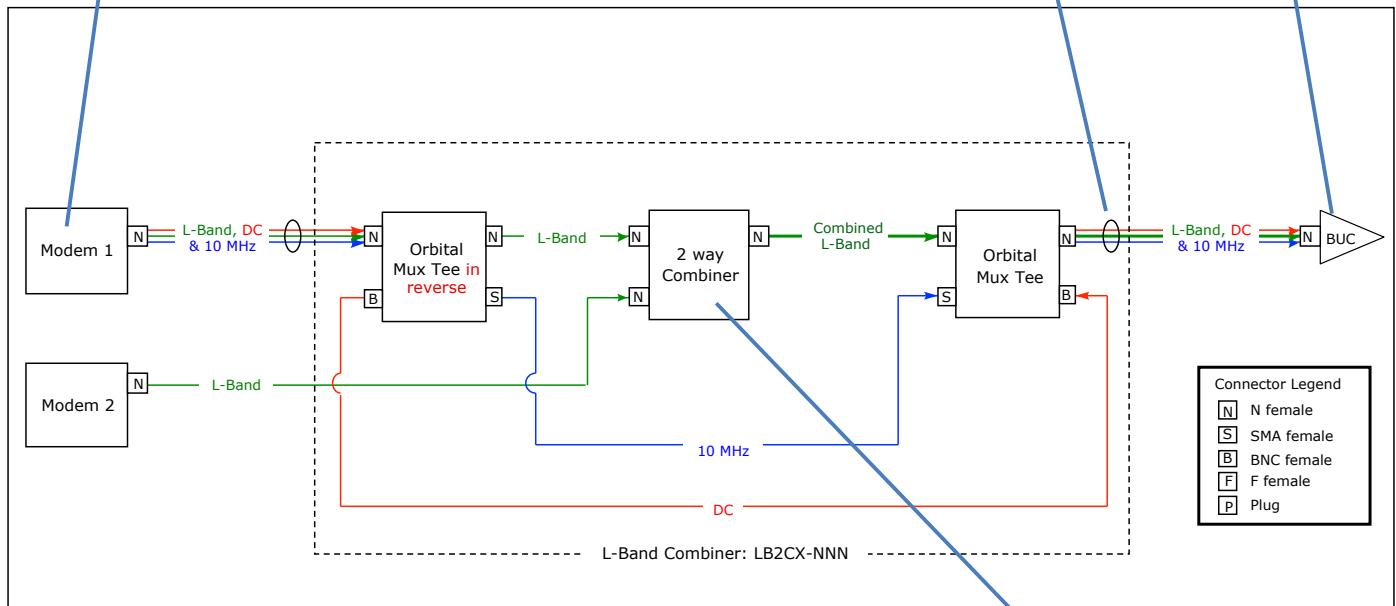 Modem 1
N
L-Band, DC
& 10 MHz
N
Orbital
Mux Tee in
reverse
N
B
S
L-Band
N
2 way
Combiner
N
N
Combined
L-Band
N
Orbital
Mux Tee
N
S
B
L-Band, DC
& 10 MHz
N
BUC
Modem 2
N
L-Band
10 MHz
DC
L-Band Combiner: LB2CX-NNN
Connector Legend
N N female
S SMA female
B BNC female
F F female
P Plug